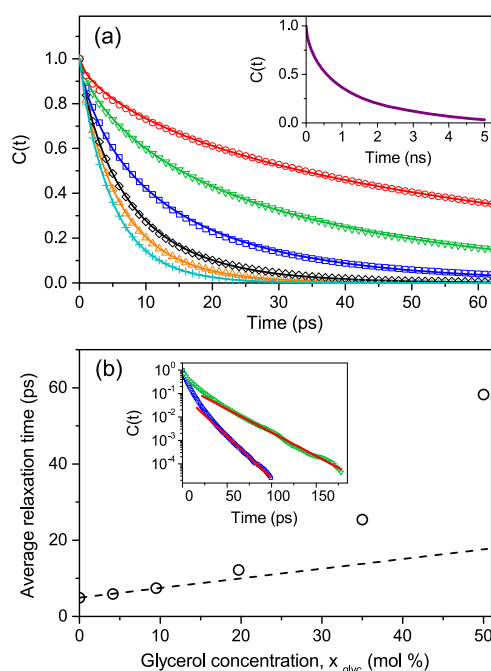 (a)
C(t)
1.0
0.8
0.6
0.4
0.2
0.0
0 10 20 30 40 50 60
Time (ps)
C(t)
1.0
0.5
0.0
0 1 2 3 4 5
Time (ns)
(b)
Average relaxation time (ps)
60
40
20
0
0 10 20 30 40 50
Glycerol concentration, x glyc (mol %)
C(t)
10^0
10^-1
10^-2
10^-3
10^-4
0 50 100 150
Time (ps)